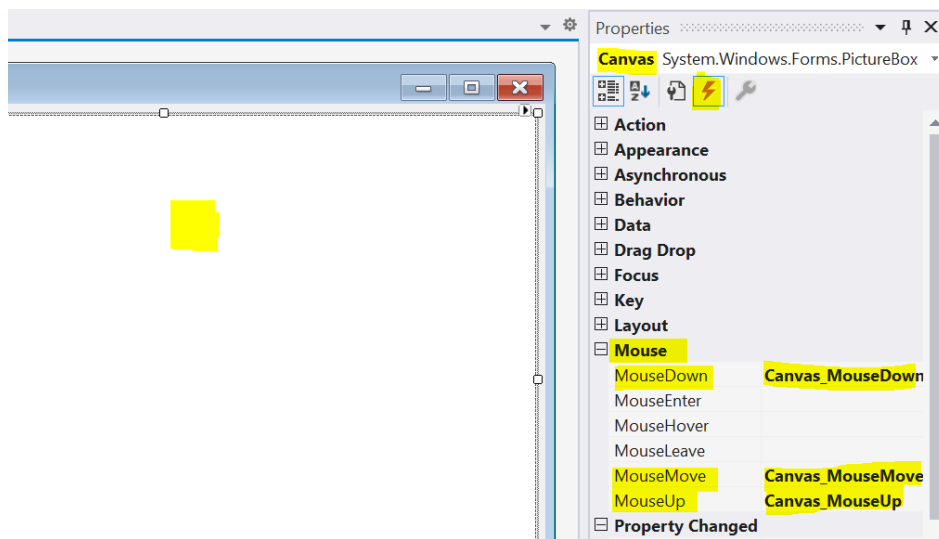 Properties
Canvas System.Windows.Forms.PictureBox
Action
Appearance
Asynchronous
Behavior
Data
Drag Drop
Focus
Key
Layout
Mouse
MouseDown Canvas_MouseDown
MouseEnter
MouseHover
MouseLeave
MouseMove Canvas_MouseMove
MouseUp Canvas_MouseUp
Property Changed